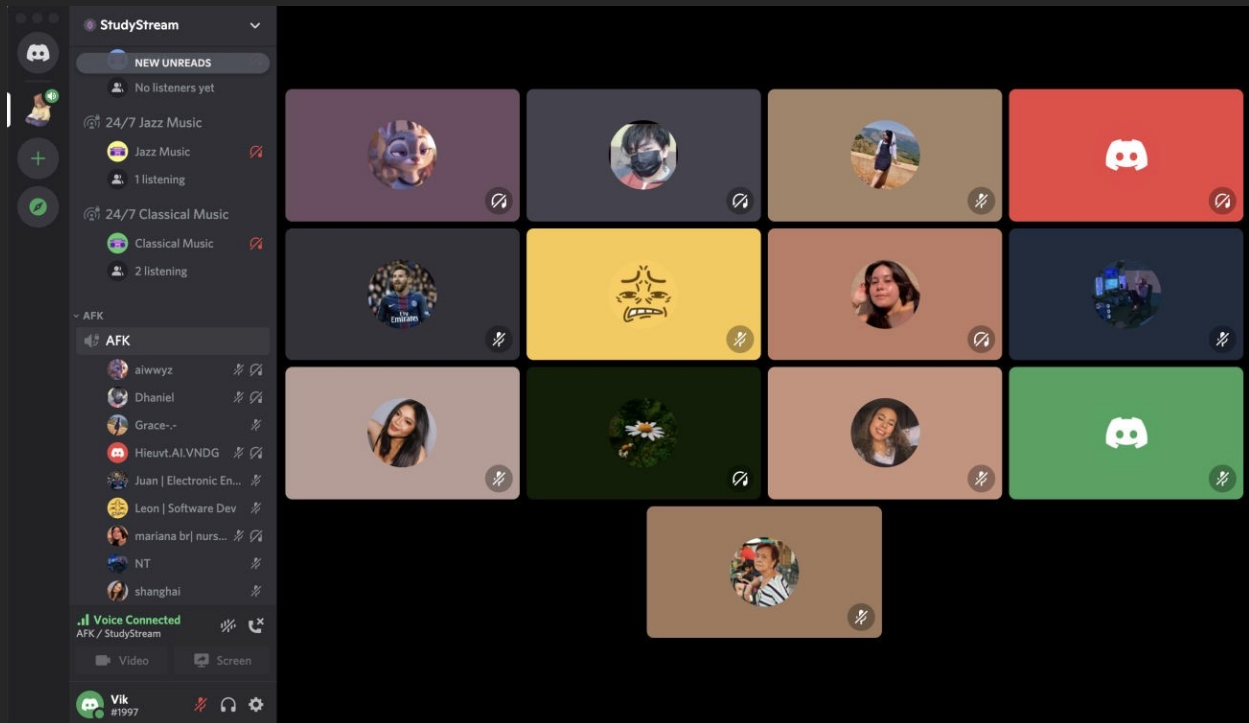 StudyStream
NEW UNREADS
No listeners yet
24/7 Jazz Music
Jazz Music
1 listening
24/7 Classical Music
Classical Music
2 listening
AFK
AFK
aiwwyz
Dhaniel
Grace-.-
Hieuvt.AI.VNDG
Juan | Electronic En...
Leon | Software Dev
mariana br| nurs...
NT
shanghai
Voice Connected
AFK / StudyStream
Video
Screen
Vik
#1997
Fly
Emirates